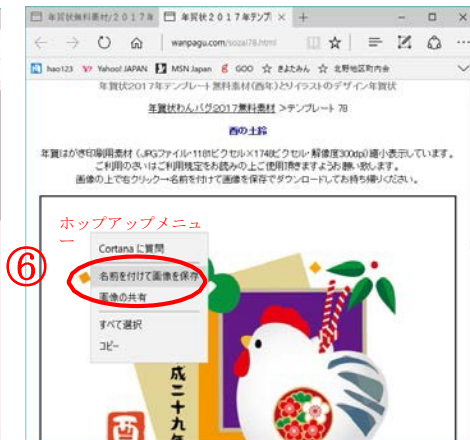 年賀状無料素材/2017年
年賀状2017年テンプ
wanpagu.com/sozai78.html
hao123 Yahoo! JAPAN MSN Japan GOO きよたみん 北野地区町内会
年賀状2017年テンプレート無料素材(酉年)とりイラストのデザイン年賀状
年賀状わんパグ2017無料素材 >テンプレート 78
酉の土鈴
年賀はがき印刷用素材 (JPGファイル・1181ピクセル×1748ピクセル・解像度300dpi)縮小表示しています。
ご利用の際はご利用規定をお読みの上ご使用頂きますようお願い致します。
画像の上で右クリック→名前を付けて画像を保存でダウンロードしてお持ち帰りください。
ホップアップメニュ
ー
⑥
Cortana に質問
名前を付けて画像を保存
画像の共有
すべて選択
コピー
成二十九年